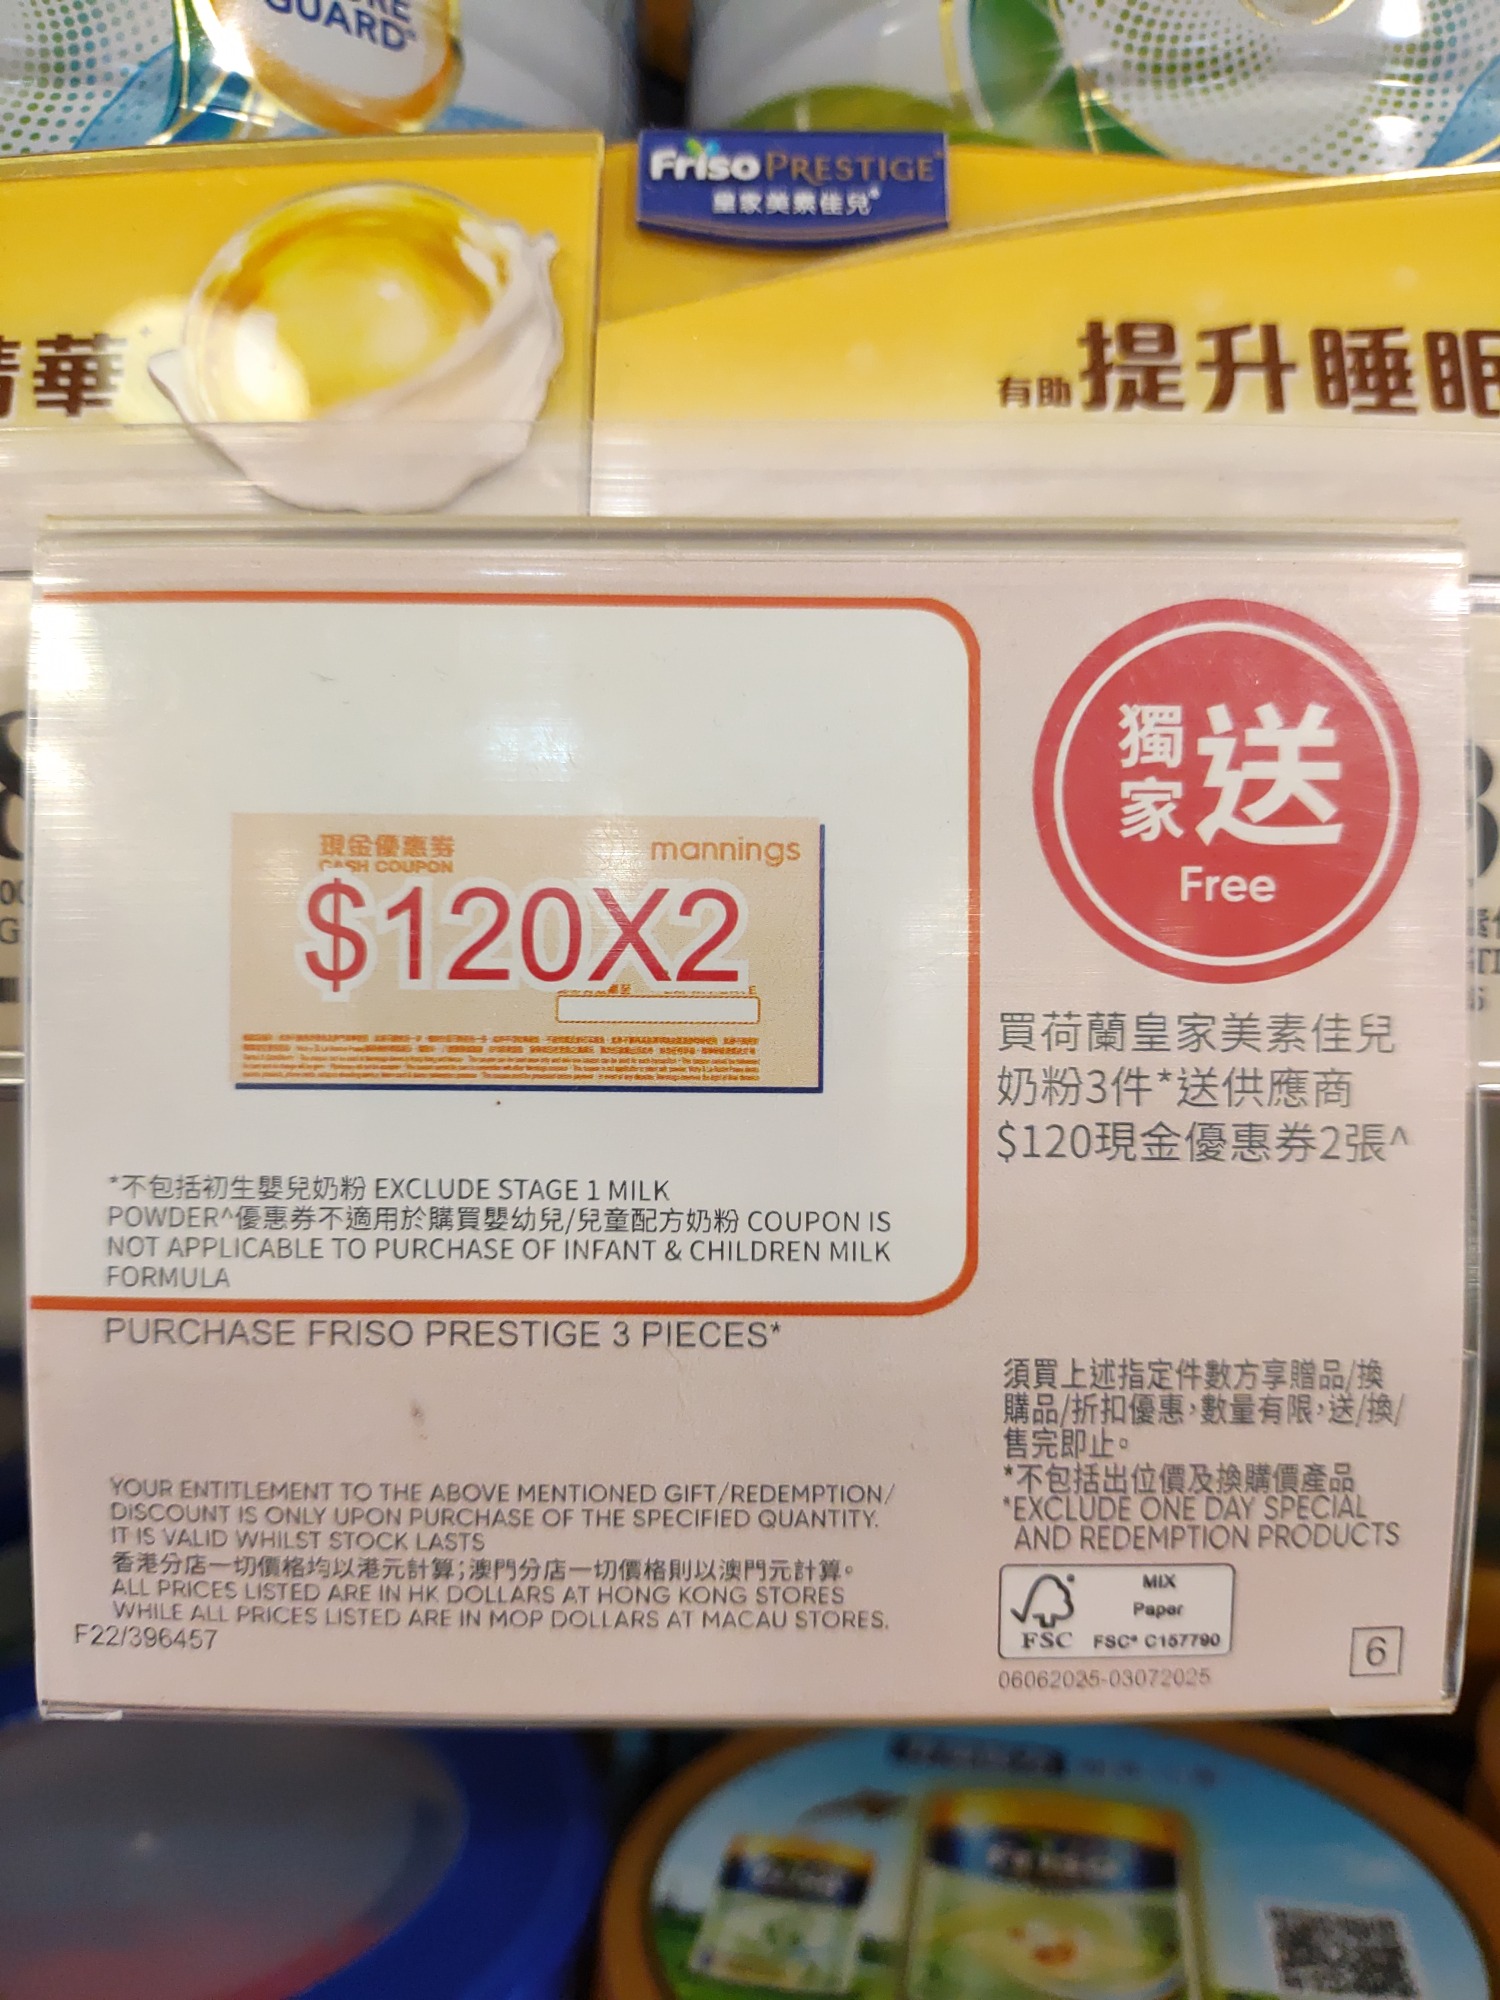 GUARD®
Friso PRESTIGE®
皇家美素佳兒®
華
有助提升睡眠
獨家送
Free
現金優惠券
mannings
CASH COUPON
$120X2
買荷蘭皇家美素佳兒
奶粉3件*送供應商
$120現金優惠券2張^
*不包括初生嬰兒奶粉 EXCLUDE STAGE 1 MILK
POWDER^優惠券不適用於購買嬰幼兒/兒童配方奶粉 COUPON IS
NOT APPLICABLE TO PURCHASE OF INFANT & CHILDREN MILK
FORMULA
PURCHASE FRISO PRESTIGE 3 PIECES*
須買上述指定件數方享贈品/換
購品/折扣優惠，數量有限，送/換/
售完即止。
*不包括出位價及換購價產品
*EXCLUDE ONE DAY SPECIAL
AND REDEMPTION PRODUCTS
YOUR ENTITLEMENT TO THE ABOVE MENTIONED GIFT/REDEMPTION/
DISCOUNT IS ONLY UPON PURCHASE OF THE SPECIFIED QUANTITY.
IT IS VALID WHILST STOCK LASTS
香港分店一切價格均以港元計算；澳門分店一切價格則以澳門元計算。
ALL PRICES LISTED ARE IN HK DOLLARS AT HONG KONG STORES
WHILE ALL PRICES LISTED ARE IN MOP DOLLARS AT MACAU STORES.
F22/396457
MIX
Paper
FSC FSC® C157790
06062025-03072025
6